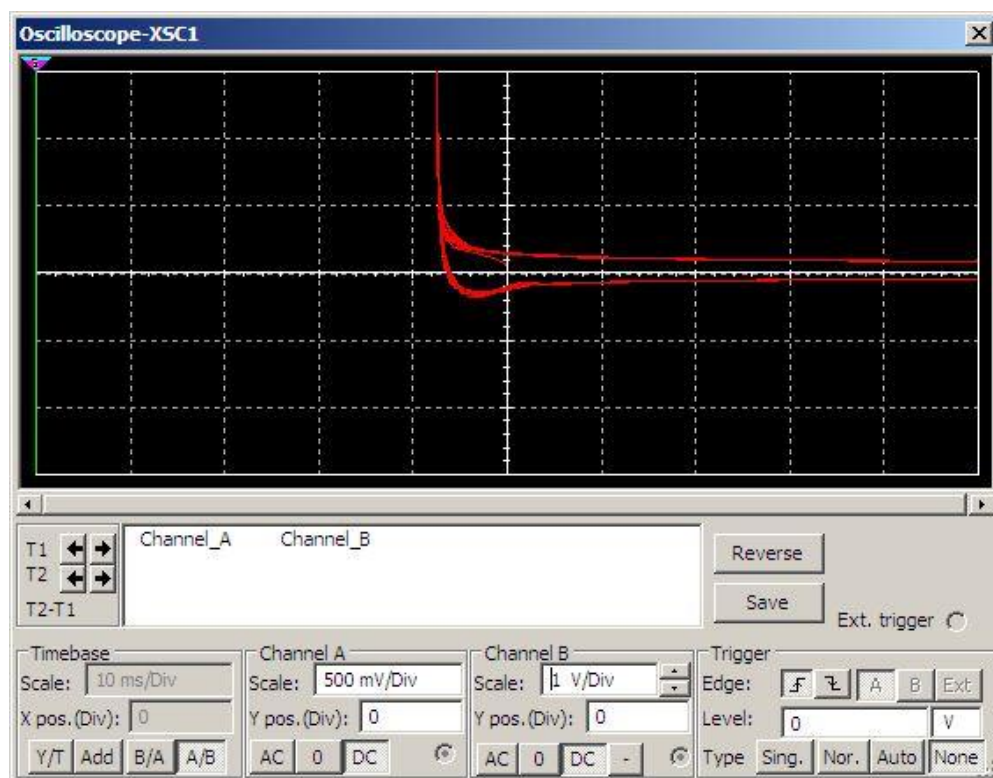 Oscilloscope-XSC1
T1
T2
T2-T1
Channel_A Channel_B
Reverse
Save
Ext. trigger
Timebase
Scale: 10 ms/Div
X pos.(Div): 0
Y/T Add B/A A/B
Channel A
Scale: 500 mV/Div
Y pos.(Div): 0
AC 0 DC
Channel B
Scale: 1 V/Div
Y pos.(Div): 0
AC 0 DC -
Trigger
Edge: A B Ext
Level: 0 V
Type Sing. Nor. Auto None